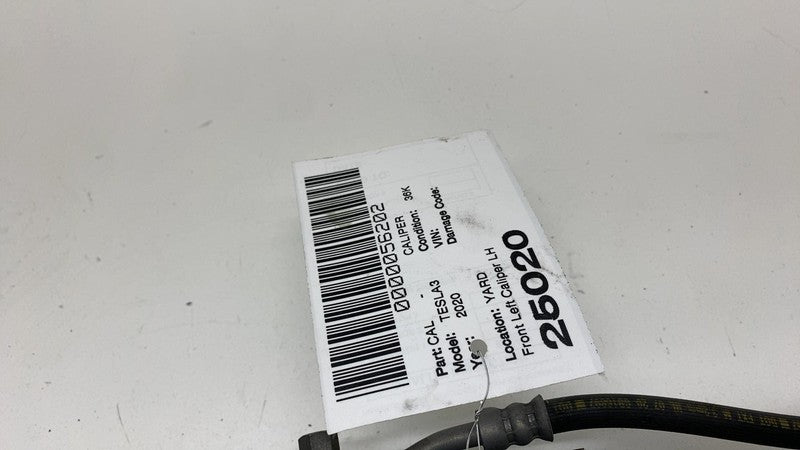 0000056202
Part: CAL - CALIPER
Model: TESLA3 Condition: 36K
Year: 2020 VIN:
Damage Code:
Location: YARD
Front Left Caliper LH
25020